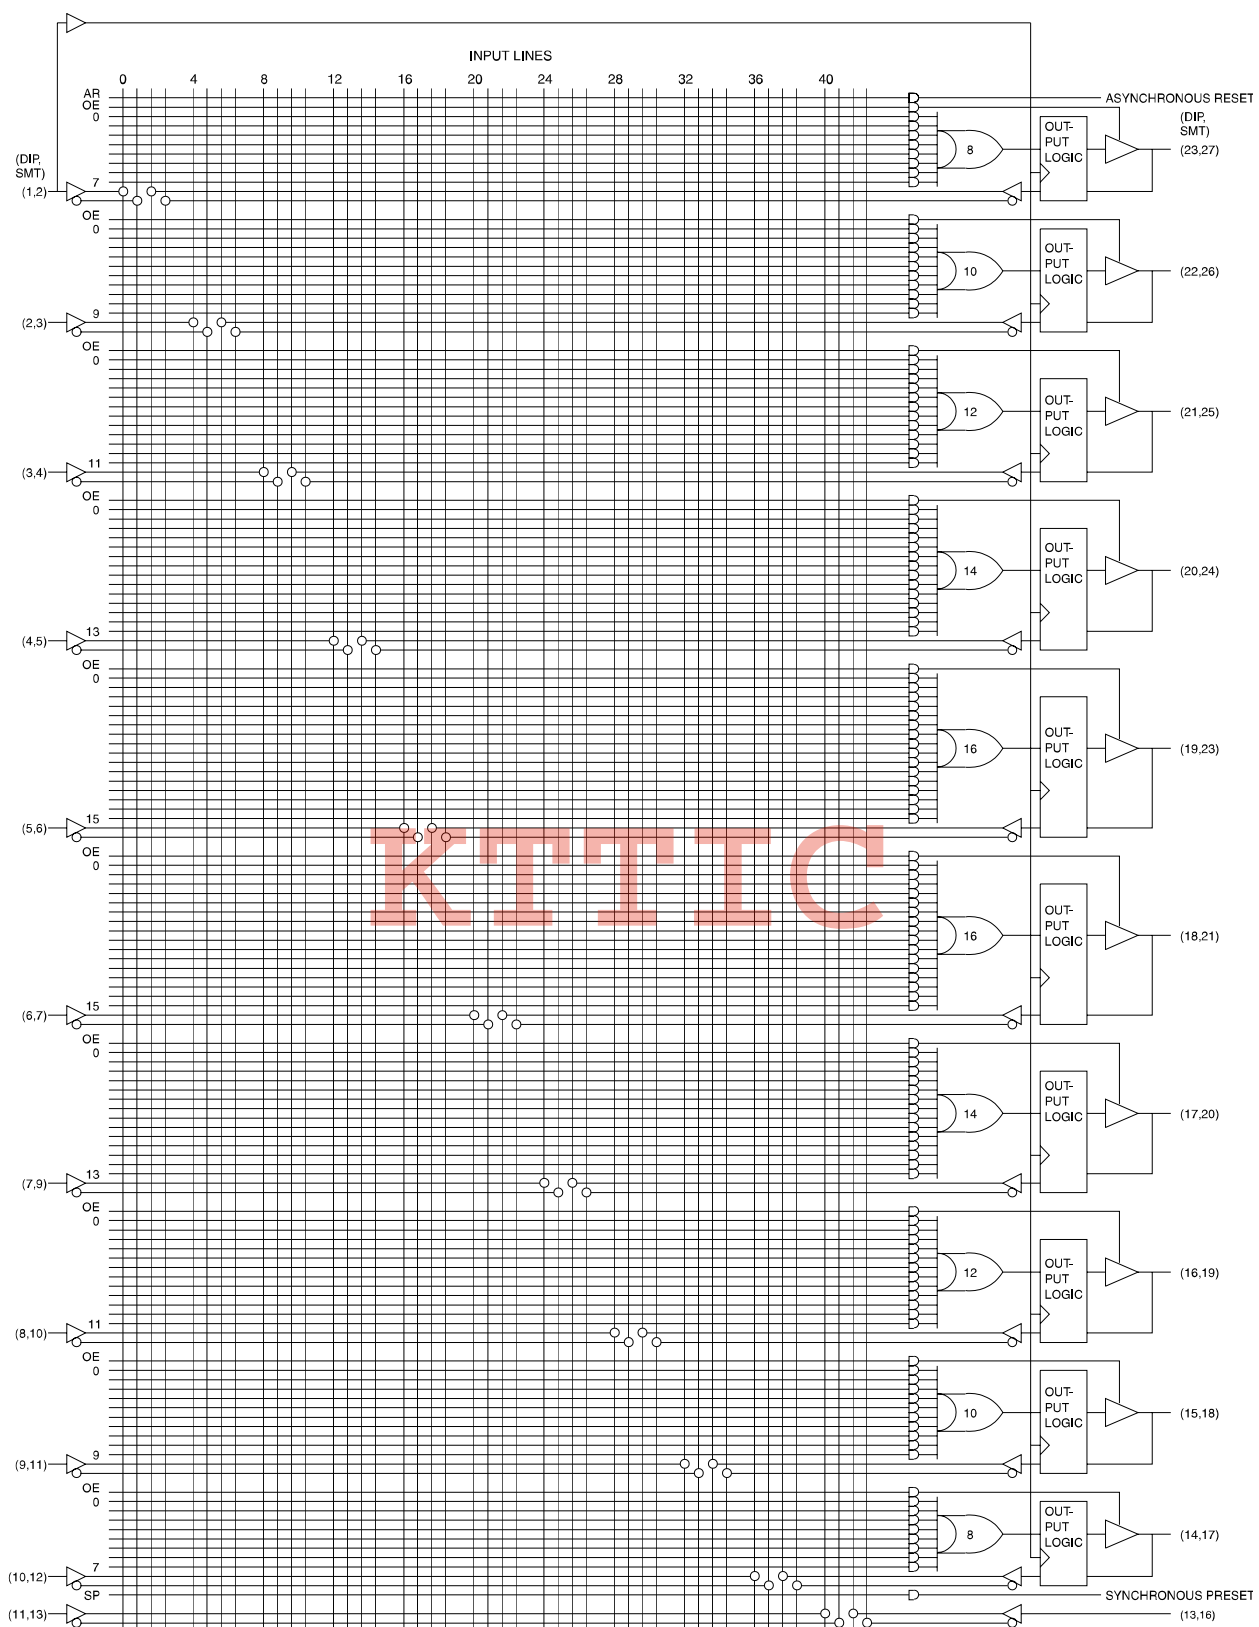 INPUT LINES
0 4 8 12 16 20 24 28 32 36 40
AR
OE
0
7
8
OUT-
PUT
LOGIC
ASYNCHRONOUS RESET
(DIP,
SMT)
(23,27)
(DIP,
SMT)
(1,2)
OE
0
9
10
OUT-
PUT
LOGIC
(22,26)
(2,3)
OE
0
11
12
OUT-
PUT
LOGIC
(21,25)
(3,4)
OE
0
13
14
OUT-
PUT
LOGIC
(20,24)
(4,5)
OE
0
15
16
OUT-
PUT
LOGIC
(19,23)
(5,6)
KTTIC
OE
0
15
16
OUT-
PUT
LOGIC
(18,21)
(6,7)
OE
0
13
14
OUT-
PUT
LOGIC
(17,20)
(7,9)
OE
0
11
12
OUT-
PUT
LOGIC
(16,19)
(8,10)
OE
0
9
10
OUT-
PUT
LOGIC
(15,18)
(9,11)
OE
0
7
8
OUT-
PUT
LOGIC
(14,17)
(10,12)
SP
SYNCHRONOUS PRESET
(11,13)
(13,16)